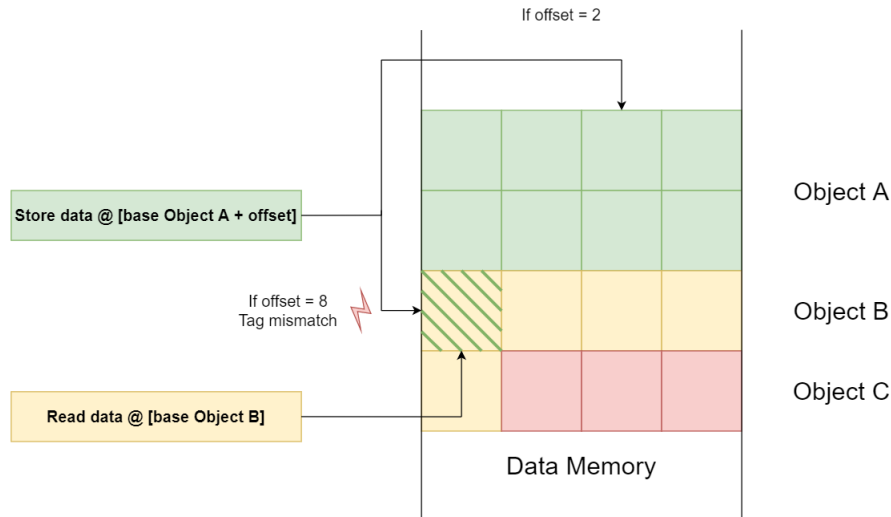 If offset = 2
Object A
Store data @ [base Object A + offset]
If offset = 8
Tag mismatch
Object B
Object C
Read data @ [base Object B]
Data Memory